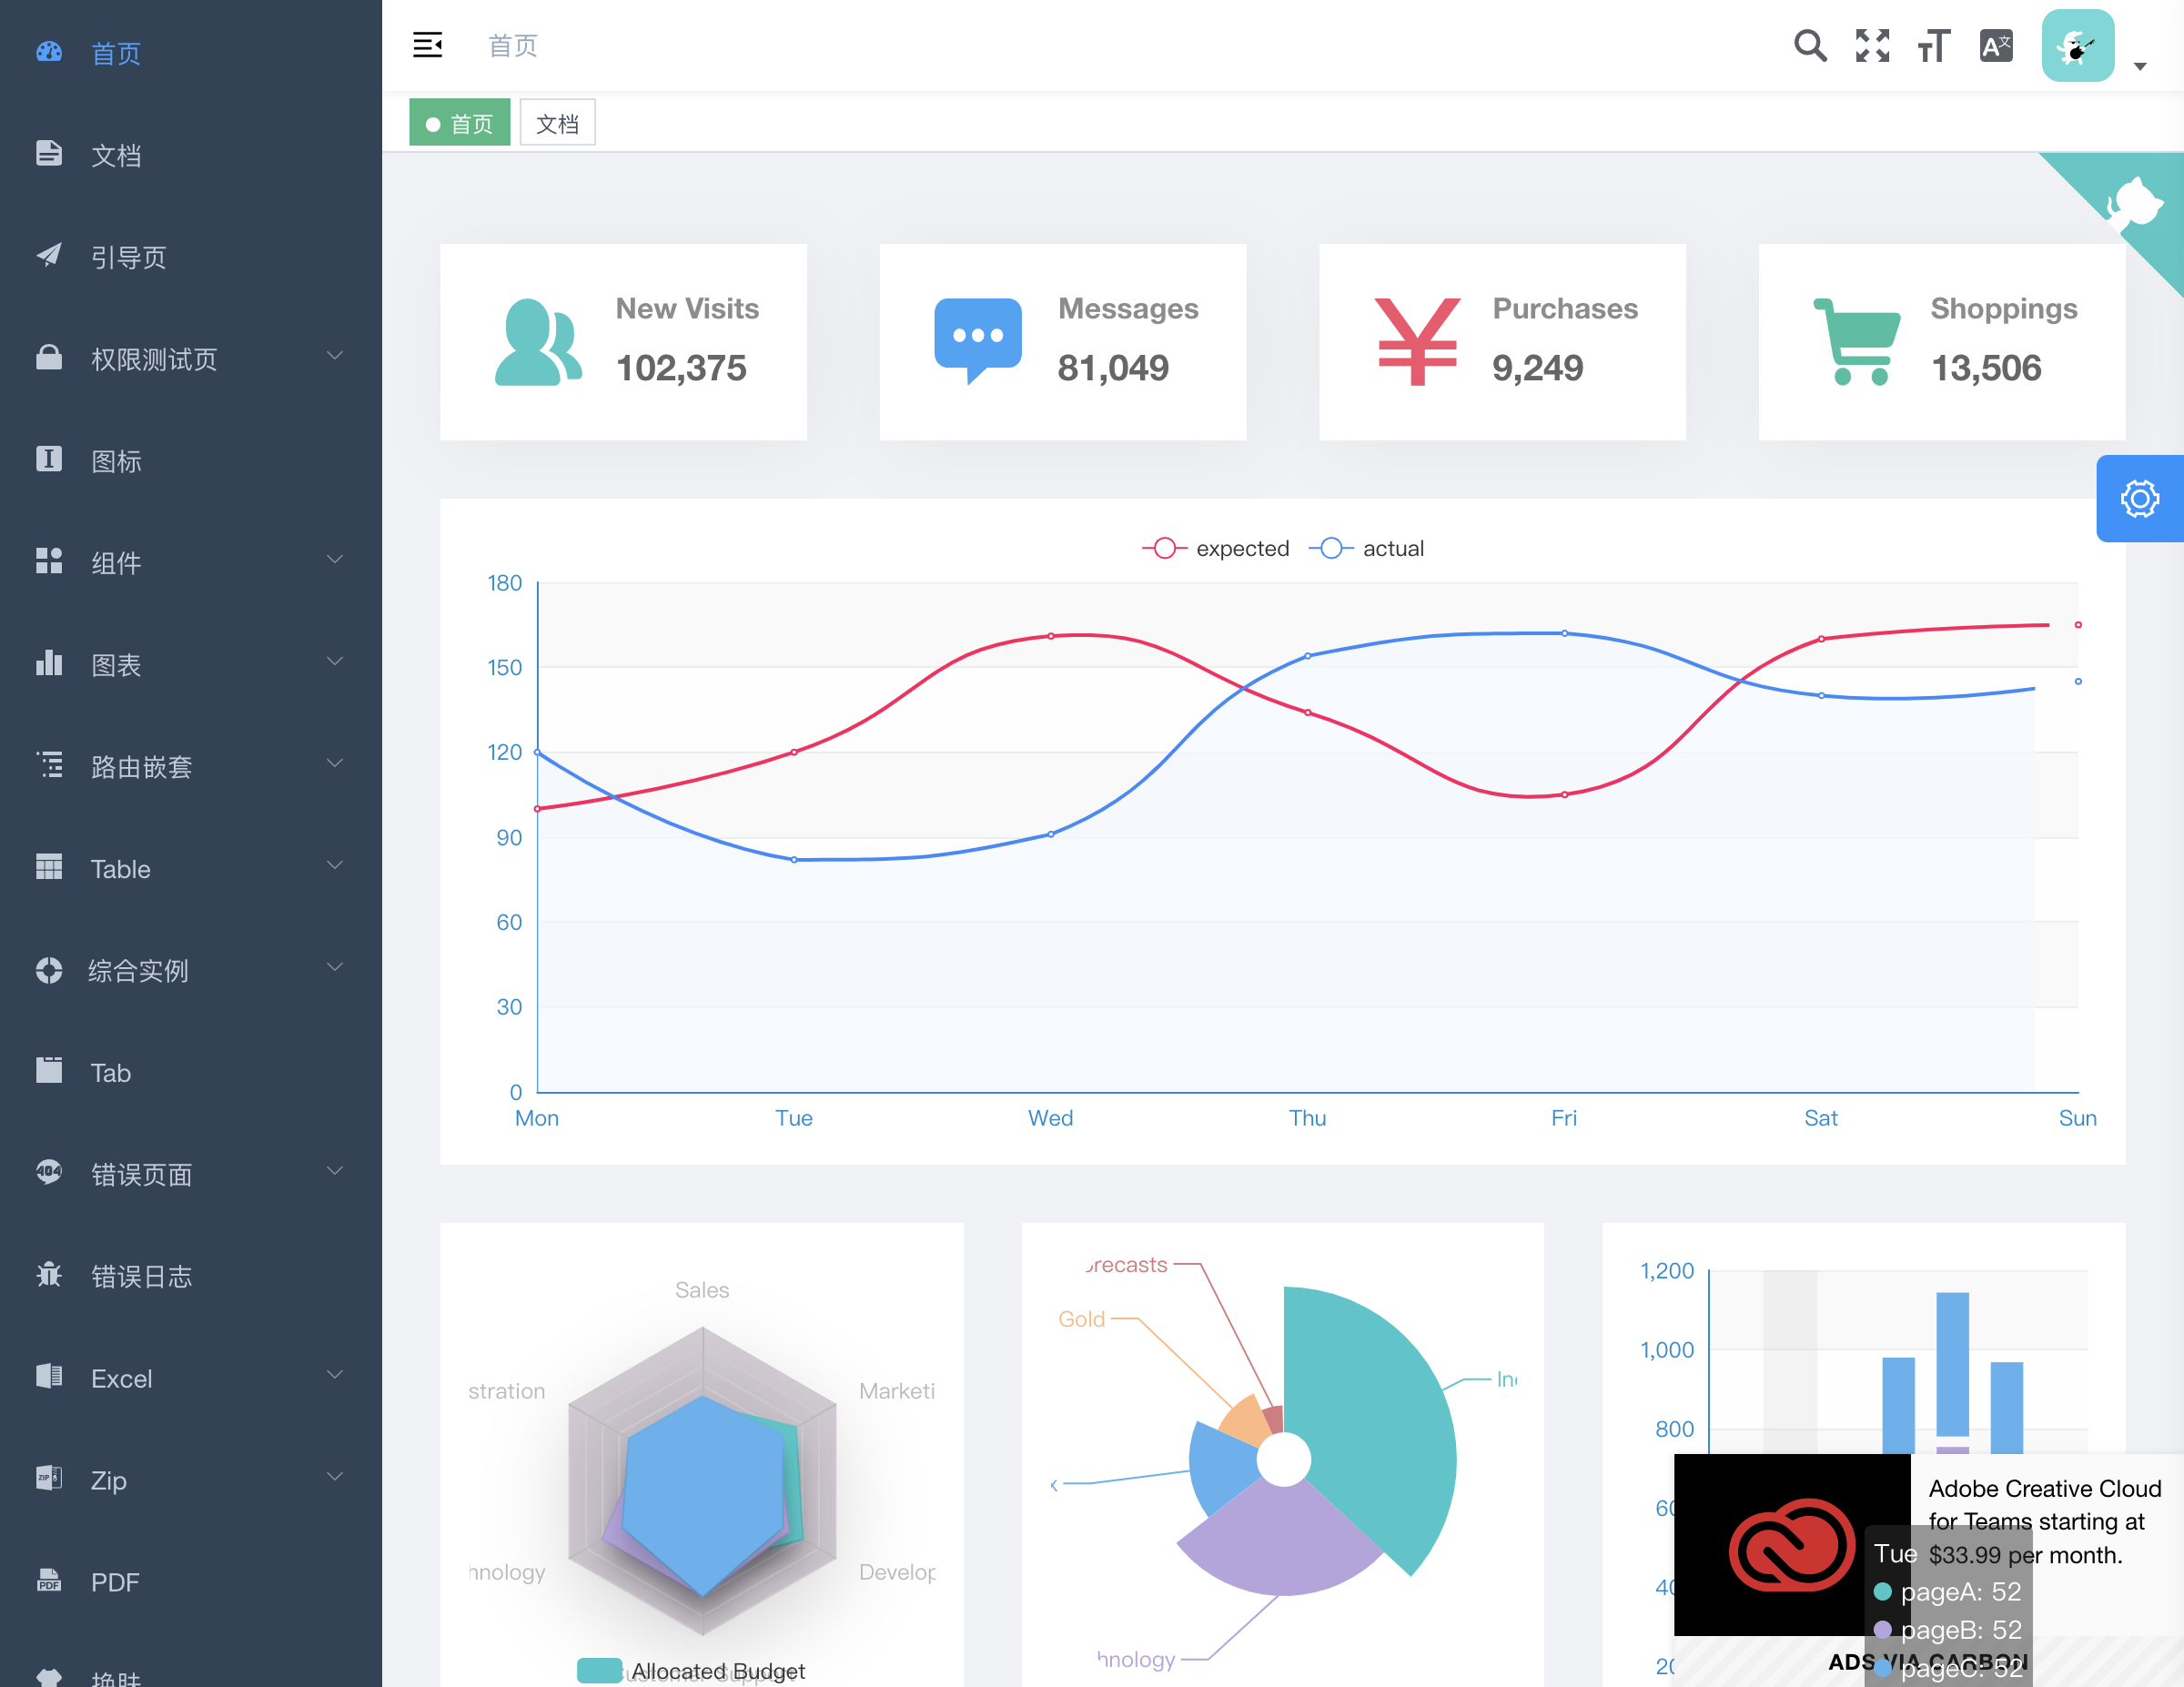 首页
文档
引导页
权限测试页
图标
组件
图表
路由嵌套
Table
综合实例
Tab
404
错误页面
错误日志
Excel
ZIP
Zip
PDF
PDF
换肤
首页
首页
文档
New Visits
102,375
Messages
81,049
Purchases
9,249
Shoppings
13,506
expected
actual
180
150
120
90
60
30
0
Mon
Tue
Wed
Thu
Fri
Sat
Sun
Sales
stration
Marketi
hnology
Develop
Customer Support
Allocated Budget
recasts
Gold
In
x
hnology
1,200
1,000
800
Adobe Creative Cloud
for Teams starting at
$33.99 per month.
ADS VIA CARBON
Tue
pageA: 52
pageB: 52
pageC: 52